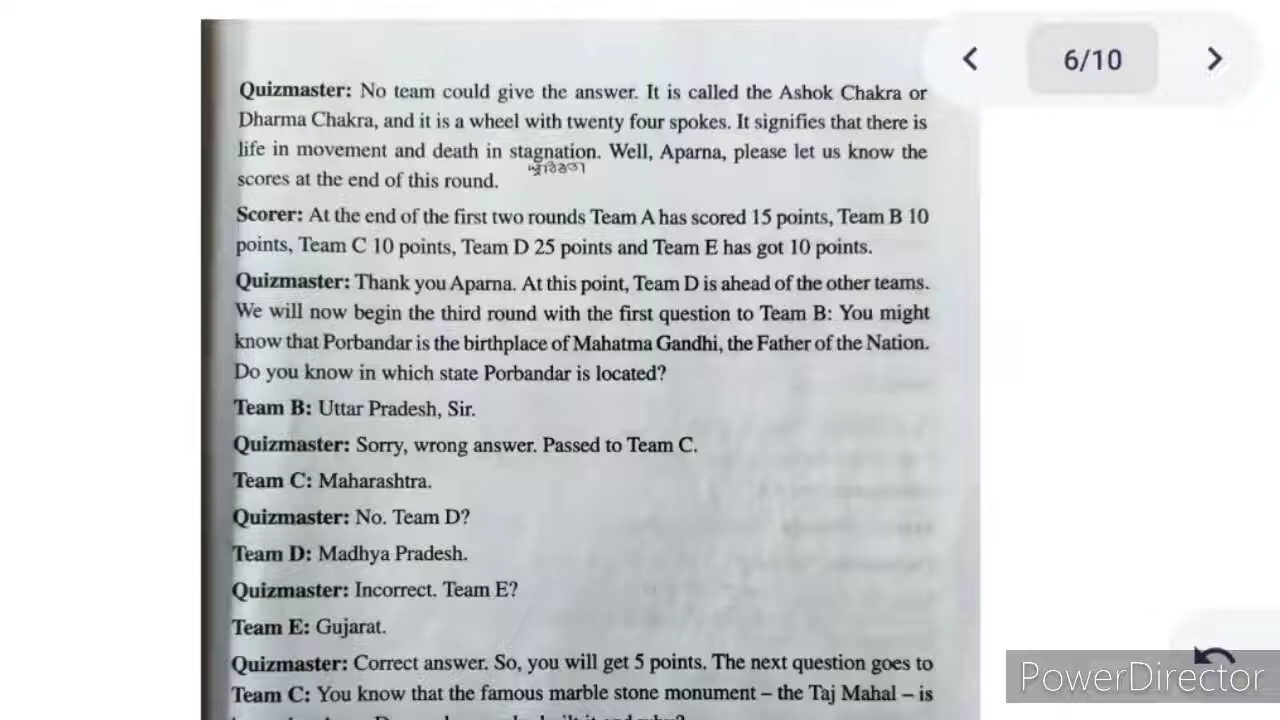 6/10
Quizmaster: No team could give the answer. It is called the Ashok Chakra or
Dharma Chakra, and it is a wheel with twenty four spokes. It signifies that there is
life in movement and death in stagnation. Well, Aparna, please let us know the
scores at the end of this round.
Scorer: At the end of the first two rounds Team A has scored 15 points, Team B 10
points, Team C 10 points, Team D 25 points and Team E has got 10 points.
Quizmaster: Thank you Aparna. At this point, Team D is ahead of the other teams.
We will now begin the third round with the first question to Team B: You might
know that Porbandar is the birthplace of Mahatma Gandhi, the Father of the Nation.
Do you know in which state Porbandar is located?
Team B: Uttar Pradesh, Sir.
Quizmaster: Sorry, wrong answer. Passed to Team C.
Team C: Maharashtra.
Quizmaster: No. Team D?
Team D: Madhya Pradesh.
Quizmaster: Incorrect. Team E?
Team E: Gujarat.
Quizmaster: Correct answer. So, you will get 5 points. The next question goes to
Team C: You know that the famous marble stone monument – the Taj Mahal – is
PowerDirector